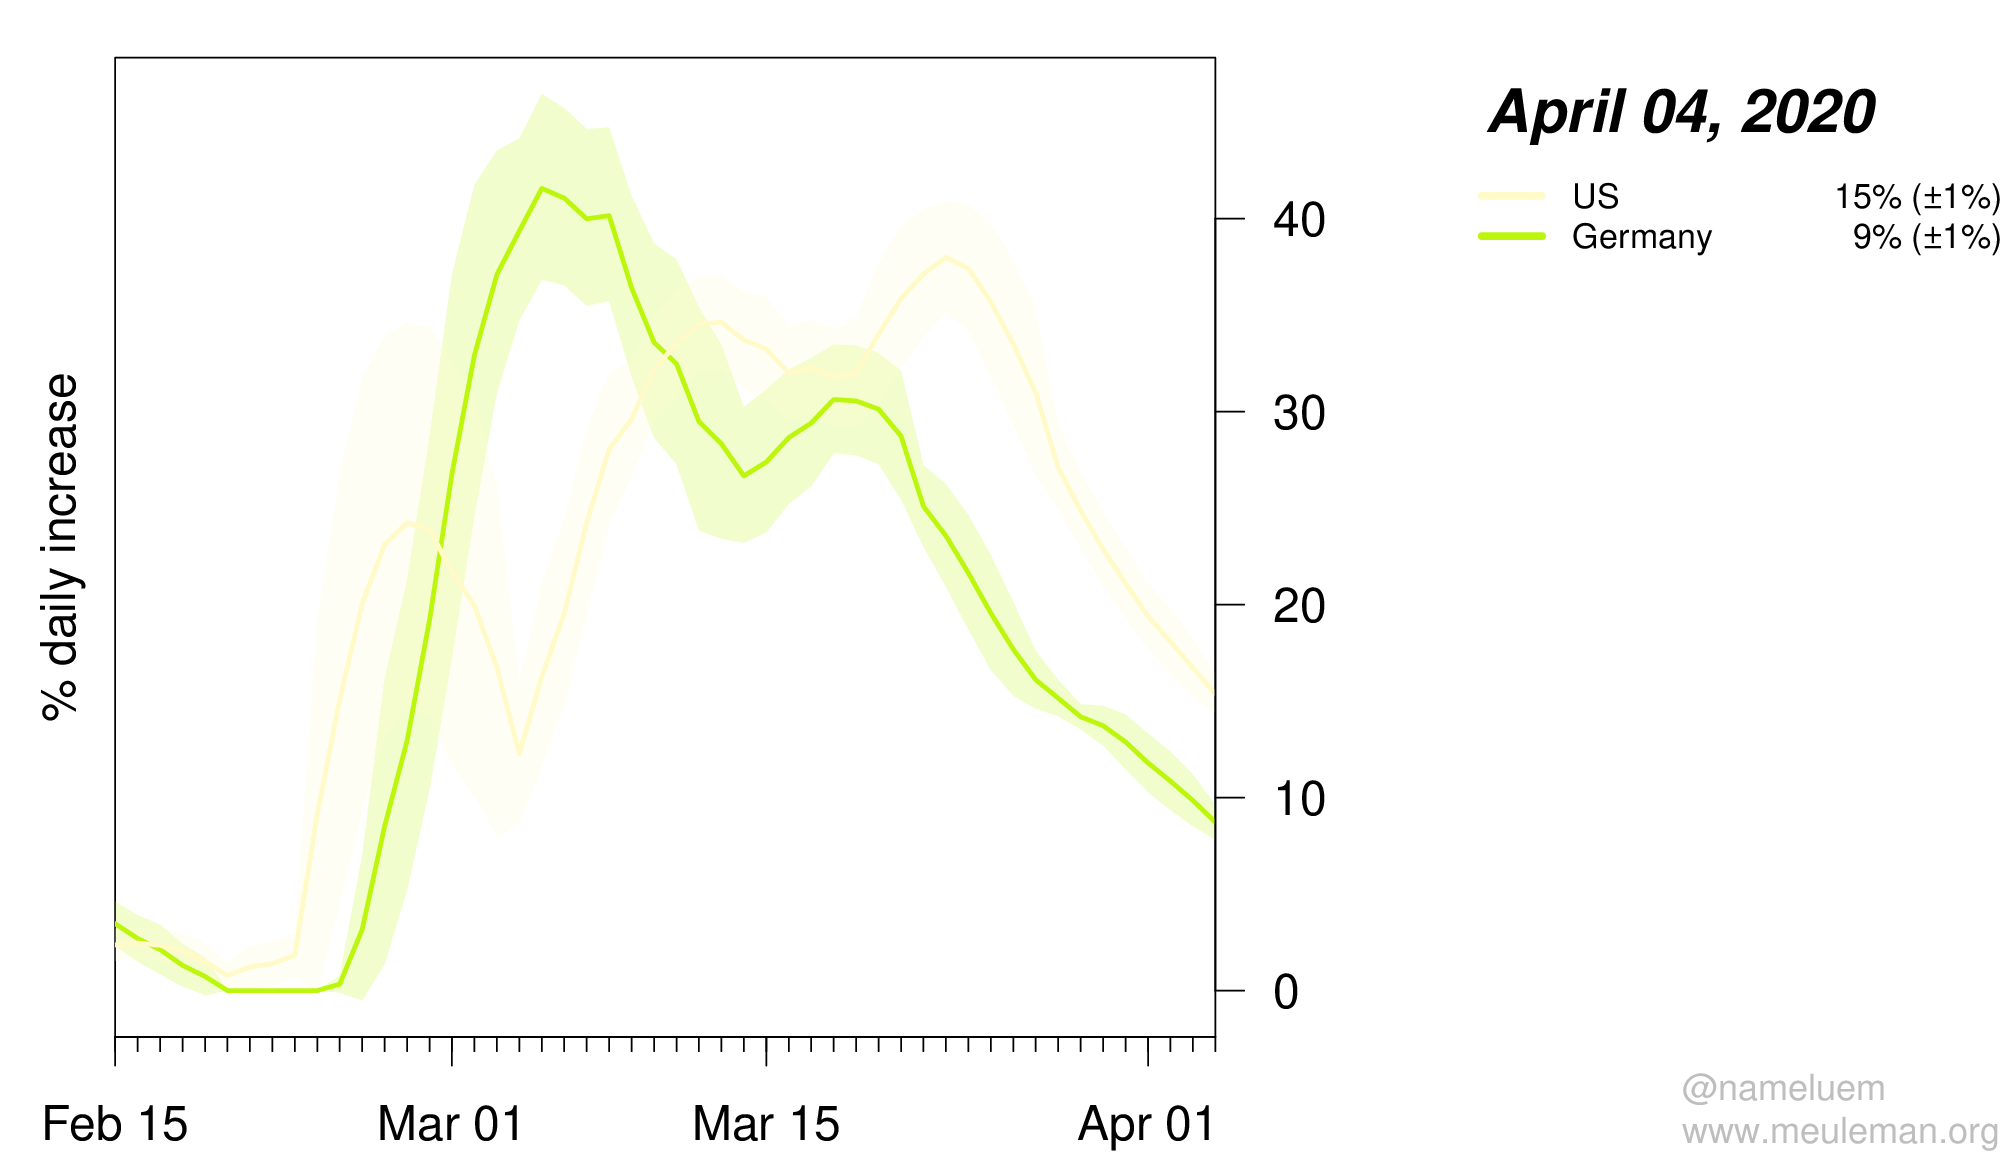 April 04, 2020
US 15% (±1%)
Germany 9% (±1%)
% daily increase
40
30
20
10
0
Feb 15 Mar 01 Mar 15 Apr 01
@nameluem
www.meuleman.org